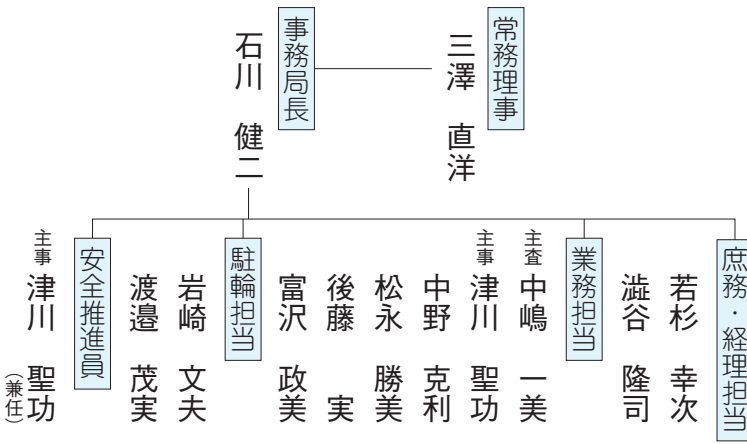 常務理事
三澤 直洋
事務局長
石川 健二
庶務・経理担当
若杉 幸次
澁谷 隆司
業務担当
主査 中嶋 一美
主事 津川 聖功
中野 克利
松永 勝美
後藤 実
富沢 政美
駐輪担当
岩崎 文夫
渡邉 茂実
安全推進員
主事 津川 聖功
（兼任）